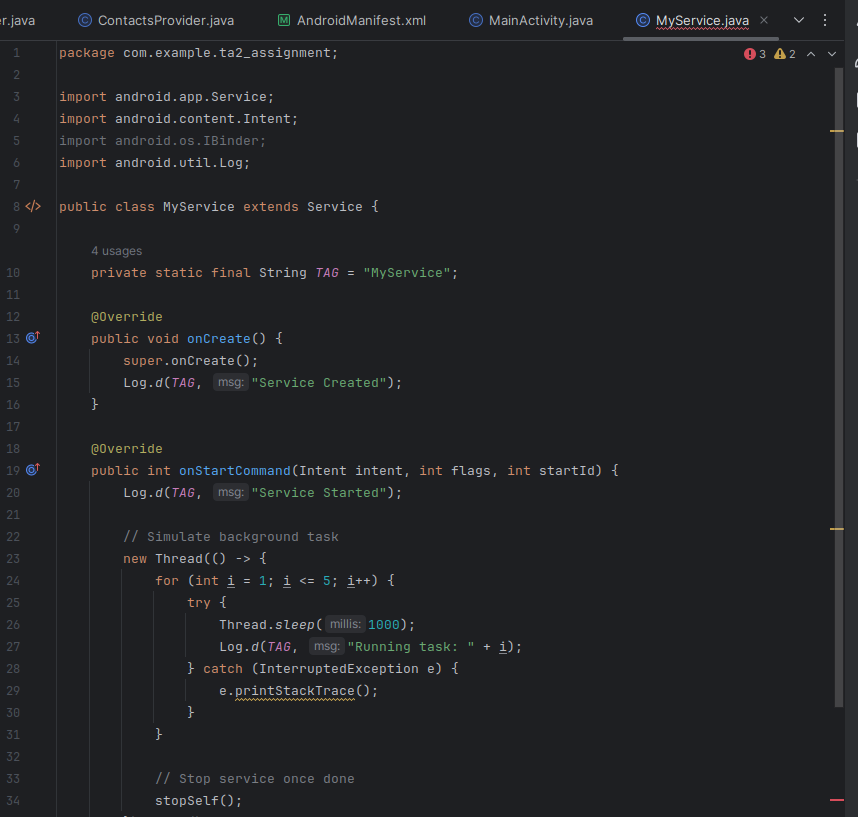 er.java ContactsProvider.java AndroidManifest.xml MainActivity.java MyService.java
3 2
1 package com.example.ta2_assignment;
2
3 import android.app.Service;
4 import android.content.Intent;
5 import android.os.IBinder;
6 import android.util.Log;
7
8 public class MyService extends Service {
9
4 usages
10 private static final String TAG = "MyService";
11
12 @Override
13 public void onCreate() {
14 super.onCreate();
15 Log.d(TAG, msg: "Service Created");
16 }
17
18 @Override
19 public int onStartCommand(Intent intent, int flags, int startId) {
20 Log.d(TAG, msg: "Service Started");
21
22 // Simulate background task
23 new Thread(() -> {
24 for (int i = 1; i <= 5; i++) {
25 try {
26 Thread.sleep( millis: 1000);
27 Log.d(TAG, msg: "Running task: " + i);
28 } catch (InterruptedException e) {
29 e.printStackTrace();
30 }
31 }
32
33 // Stop service once done
34 stopSelf();